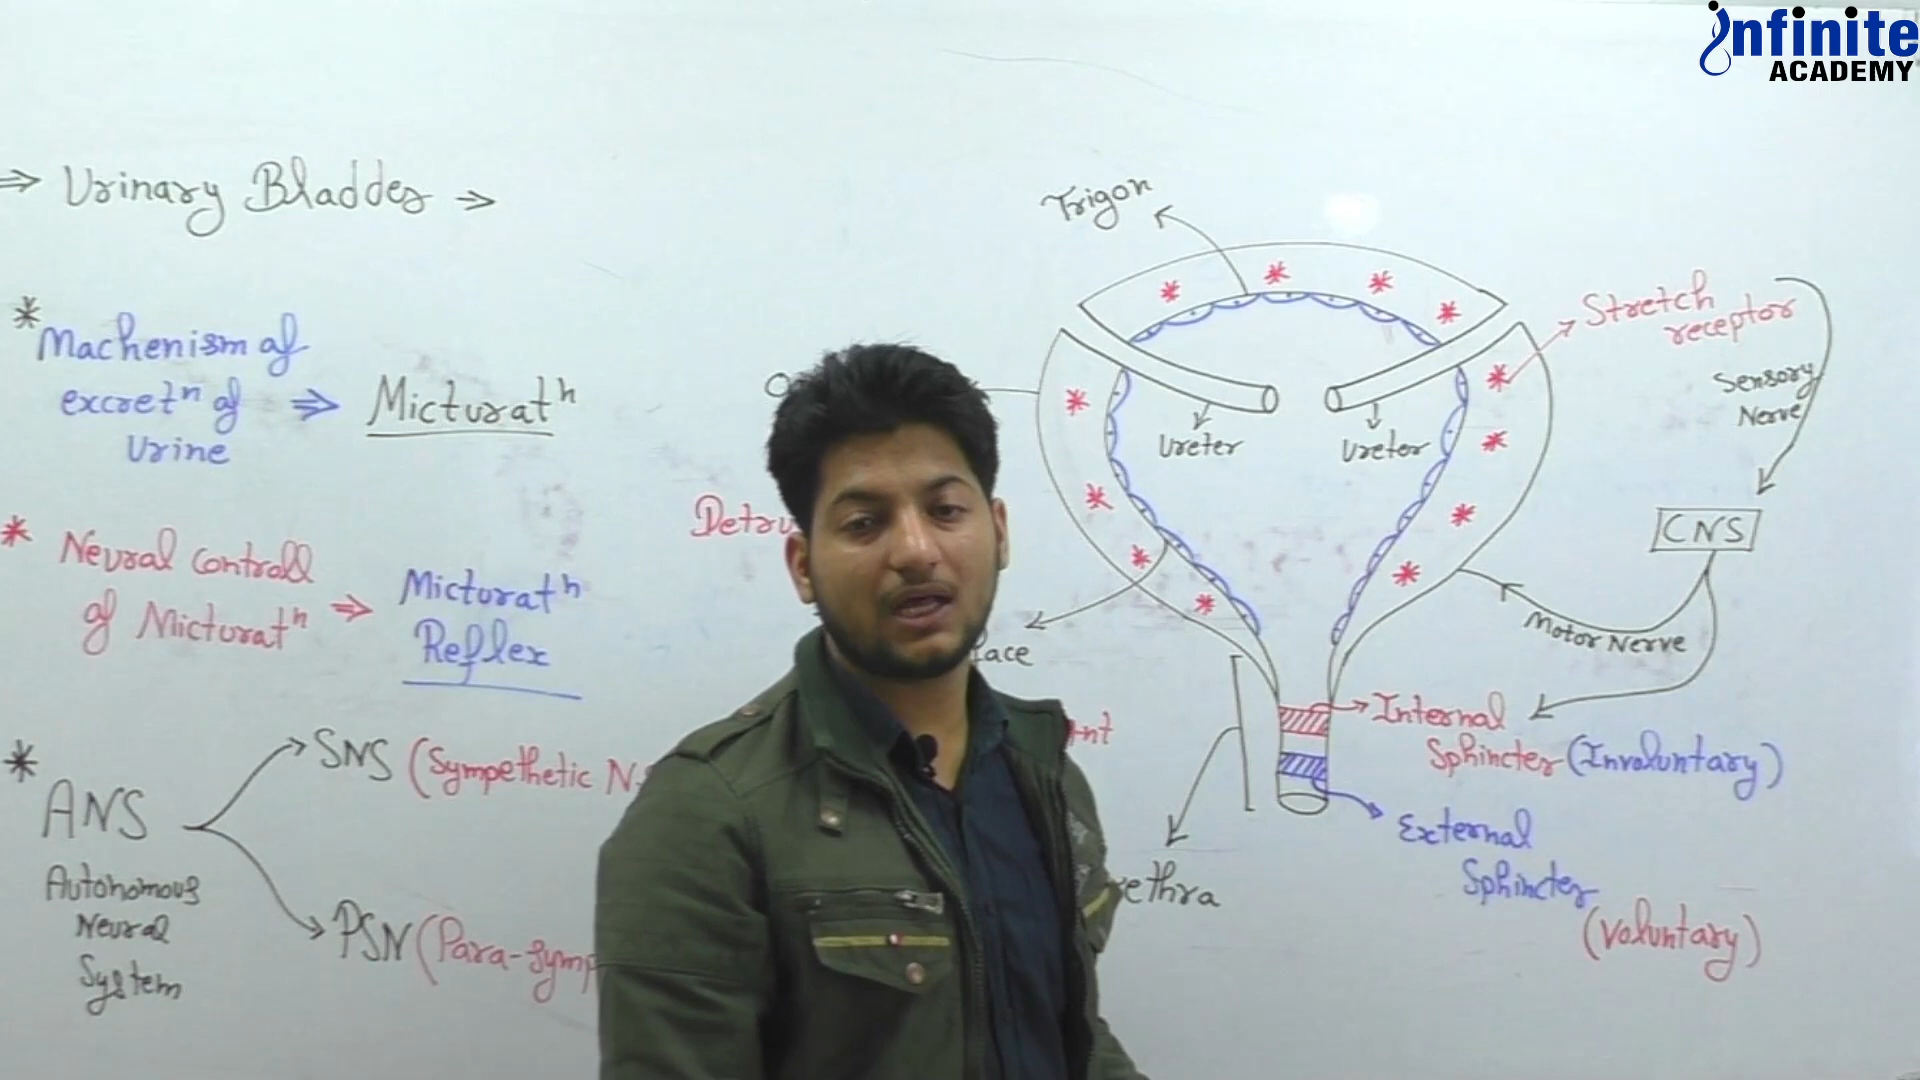 infinite
ACADEMY
⇒ Urinary Bladder →
* Machenism of
excretⁿ of
Urine ⇒ Micturatⁿ
* Neural Controll
of Micturatⁿ ⇒ Micturatⁿ
Reflex
* ANS
Autonomous
Neural
System
SNS (Sympethetic N.
PSN (Para-symp
Trigon
Ureter
Ureter
Stretch
receptor
Sensory
Nerve
CNS
Motor Nerve
Detru
face
ethra
Internal
Sphincter (Involuntary)
External
Sphincter
(Voluntary)